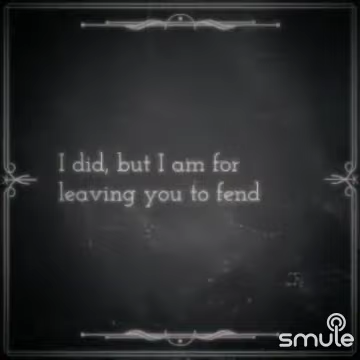 I did, but I am for
leaving you to fend
smule